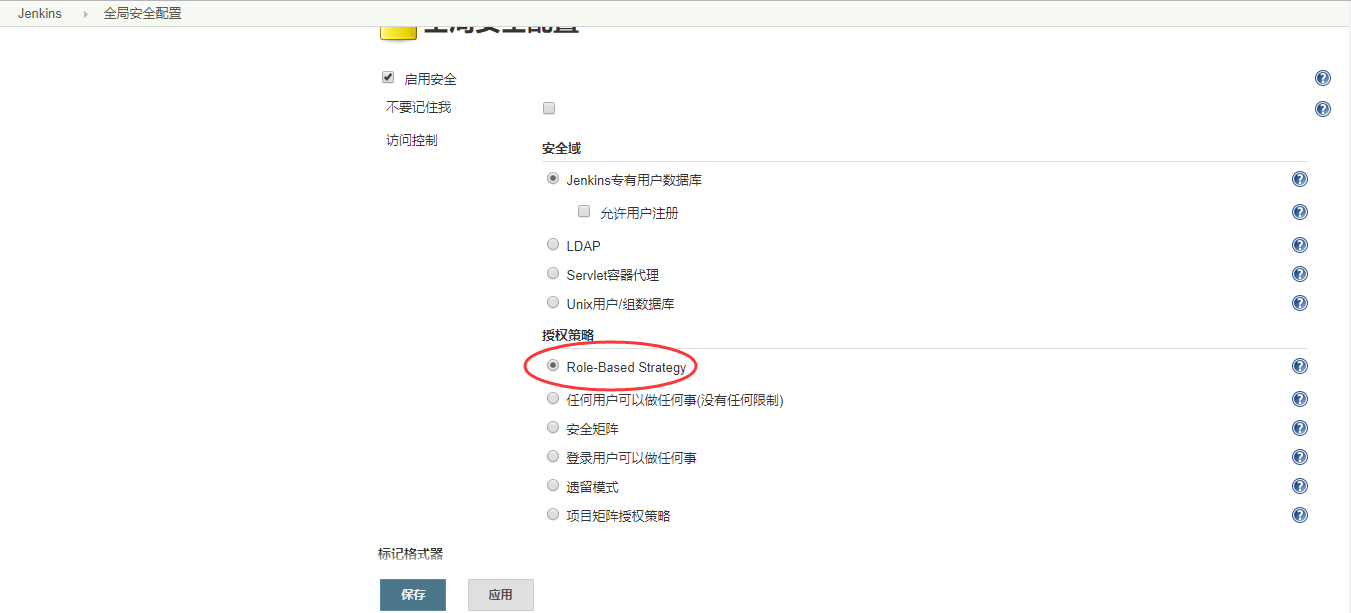 Jenkins 全局安全配置
全局安全配置
启用安全
不要记住我
访问控制
安全域
Jenkins专有用户数据库
允许用户注册
LDAP
Servlet容器代理
Unix用户/组数据库
授权策略
Role-Based Strategy
任何用户可以做任何事(没有任何限制)
安全矩阵
登录用户可以做任何事
遗留模式
项目矩阵授权策略
标记格式器
保存 应用